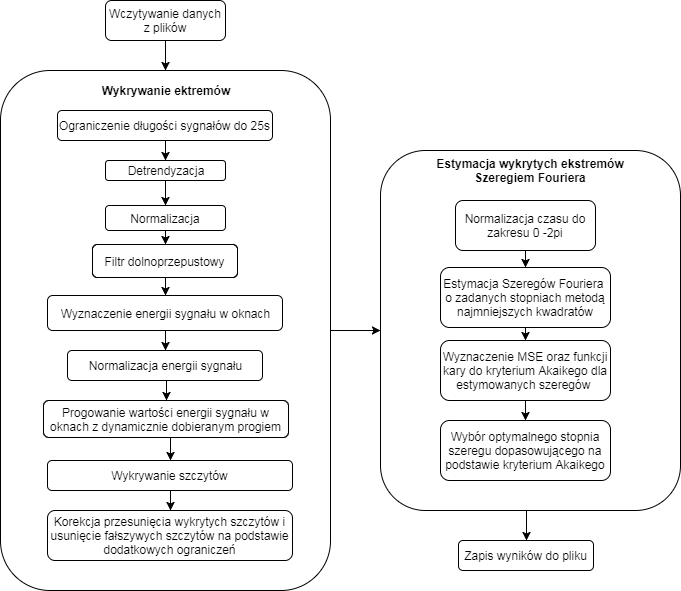 Wczytywanie danych
z plików
Wykrywanie ektremów
Ograniczenie długości sygnałów do 25s
Detrendyzacja
Normalizacja
Filtr dolnoprzepustowy
Wyznaczenie energii sygnału w oknach
Normalizacja energii sygnału
Progowanie wartości energii sygnału w
oknach z dynamicznie dobieranym progiem
Wykrywanie szczytów
Korekcja przesunięcia wykrytych szczytów i
usunięcie fałszywych szczytów na podstawie
dodatkowych ograniczeń
Estymacja wykrytych ekstremów
Szeregiem Fouriera
Normalizacja czasu do
zakresu 0 -2pi
Estymacja Szeregów Fouriera
o zadanych stopniach metodą
najmniejszych kwadratów
Wyznaczenie MSE oraz funkcji
kary do kryterium Akaikego dla
estymowanych szeregów
Wybór optymalnego stopnia
szeregu dopasowującego na
podstawie kryterium Akaikego
Zapis wyników do pliku